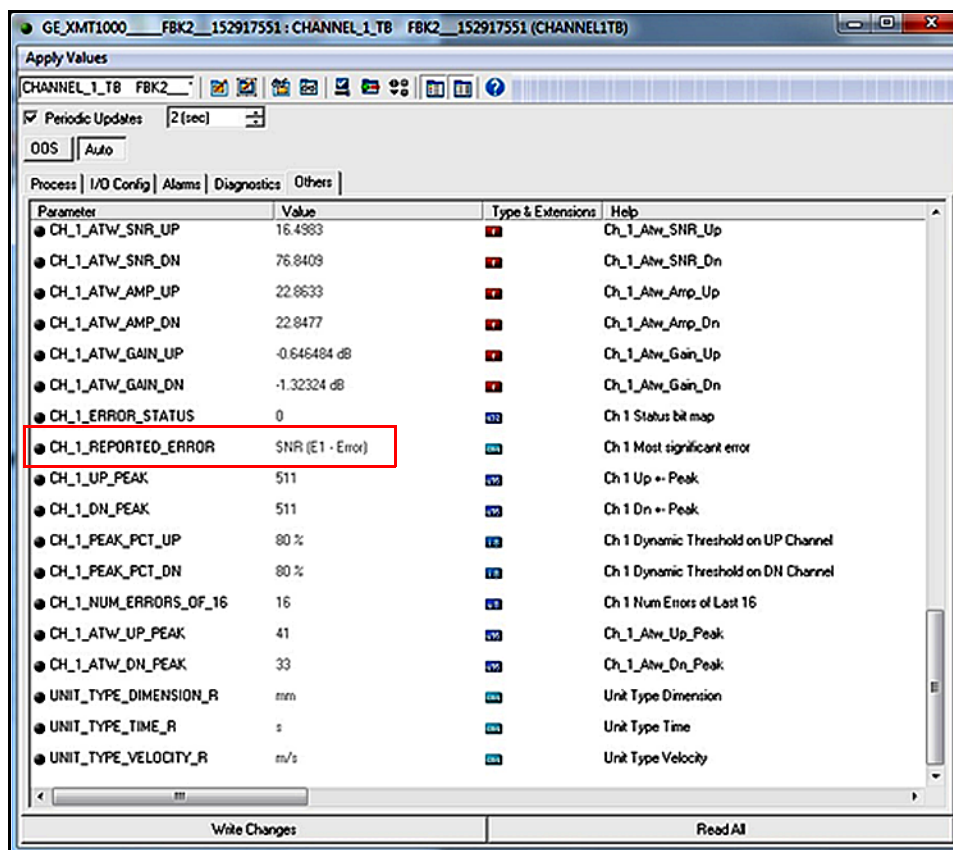 GE_XMT1000_____FBK2__152917551 : CHANNEL_1_TB FBK2__152917551 (CHANNEL1TB)
Apply Values
CHANNEL_1_TB FBK2__
Periodic Updates 2 (sec)
OOS Auto
Process I/O Config Alarms Diagnostics Others
Parameter Value Type & Extensions Help
CH_1_ATW_SNR_UP 16.4983 Ch_1_Atw_SNR_Up
CH_1_ATW_SNR_DN 76.8409 Ch_1_Atw_SNR_Dn
CH_1_ATW_AMP_UP 22.8633 Ch_1_Atw_Amp_Up
CH_1_ATW_AMP_DN 22.8477 Ch_1_Atw_Amp_Dn
CH_1_ATW_GAIN_UP -0.646484 dB Ch_1_Atw_Gain_Up
CH_1_ATW_GAIN_DN -1.32324 dB Ch_1_Atw_Gain_Dn
CH_1_ERROR_STATUS 0 Ch 1 Status bit map
CH_1_REPORTED_ERROR SNR (E1 - Error) Ch 1 Most significant error
CH_1_UP_PEAK 511 Ch 1 Up +- Peak
CH_1_DN_PEAK 511 Ch 1 Dn +- Peak
CH_1_PEAK_PCT_UP 80 % Ch 1 Dynamic Threshold on UP Channel
CH_1_PEAK_PCT_DN 80 % Ch 1 Dynamic Threshold on DN Channel
CH_1_NUM_ERRORS_OF_16 16 Ch 1 Num Errors of Last 16
CH_1_ATW_UP_PEAK 41 Ch_1_Atw_Up_Peak
CH_1_ATW_DN_PEAK 33 Ch_1_Atw_Dn_Peak
UNIT_TYPE_DIMENSION_R mm Unit Type Dimension
UNIT_TYPE_TIME_R s Unit Type Time
UNIT_TYPE_VELOCITY_R m/s Unit Type Velocity
Write Changes Read All